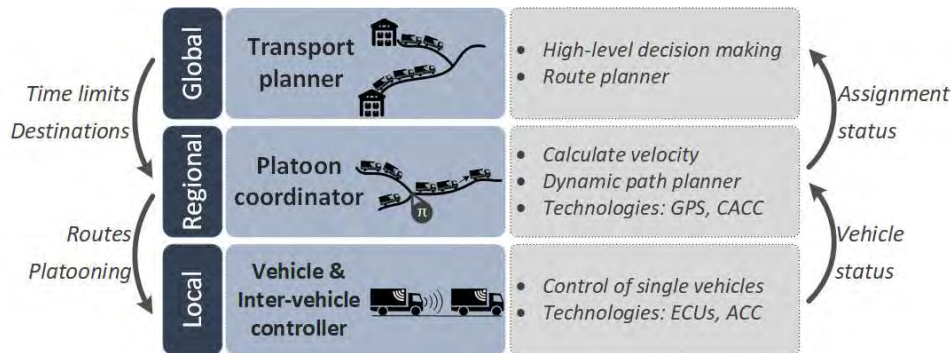 Global
Transport
planner
• High-level decision making
• Route planner
Time limits
Destinations
Assignment
status
Regional
Platoon
coordinator
π
• Calculate velocity
• Dynamic path planner
• Technologies: GPS, CACC
Routes
Platooning
Vehicle
status
Local
Vehicle &
Inter-vehicle
controller
• Control of single vehicles
• Technologies: ECUs, ACC